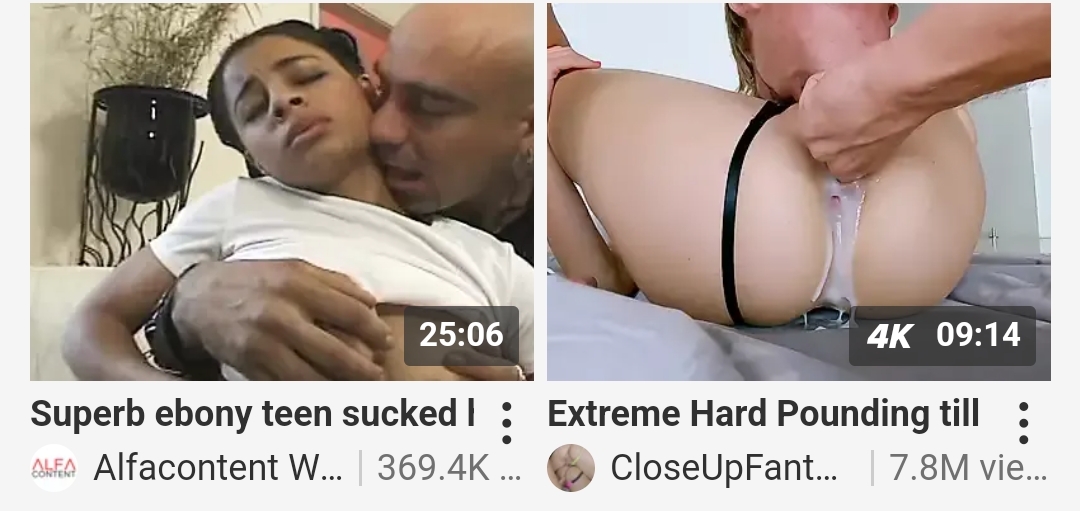 25:06
4K 09:14
Superb ebony teen sucked
Extreme Hard Pounding till
ALFA
CONTENT
Alfacontent W... | 369.4K ...
CloseUpFant... | 7.8M vie...